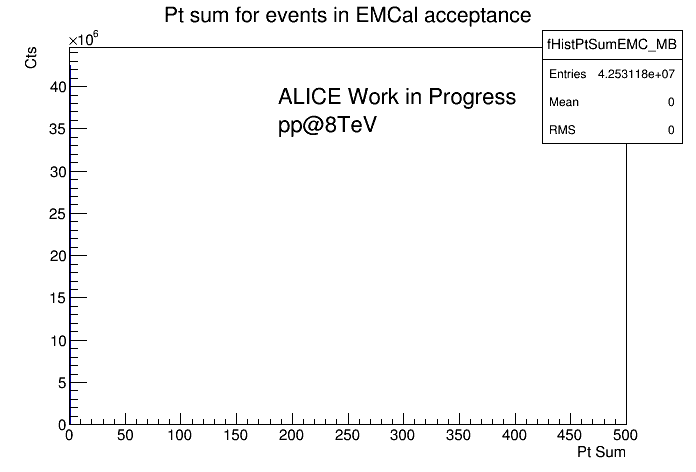 Pt sum for events in EMCal acceptance
×10⁶
Cts
fHistPtSumEMC_MB
Entries 4.253118e+07
Mean 0
RMS 0
ALICE Work in Progress
pp@8TeV
40
35
30
25
20
15
10
5
0
0 50 100 150 200 250 300 350 400 450 500
Pt Sum